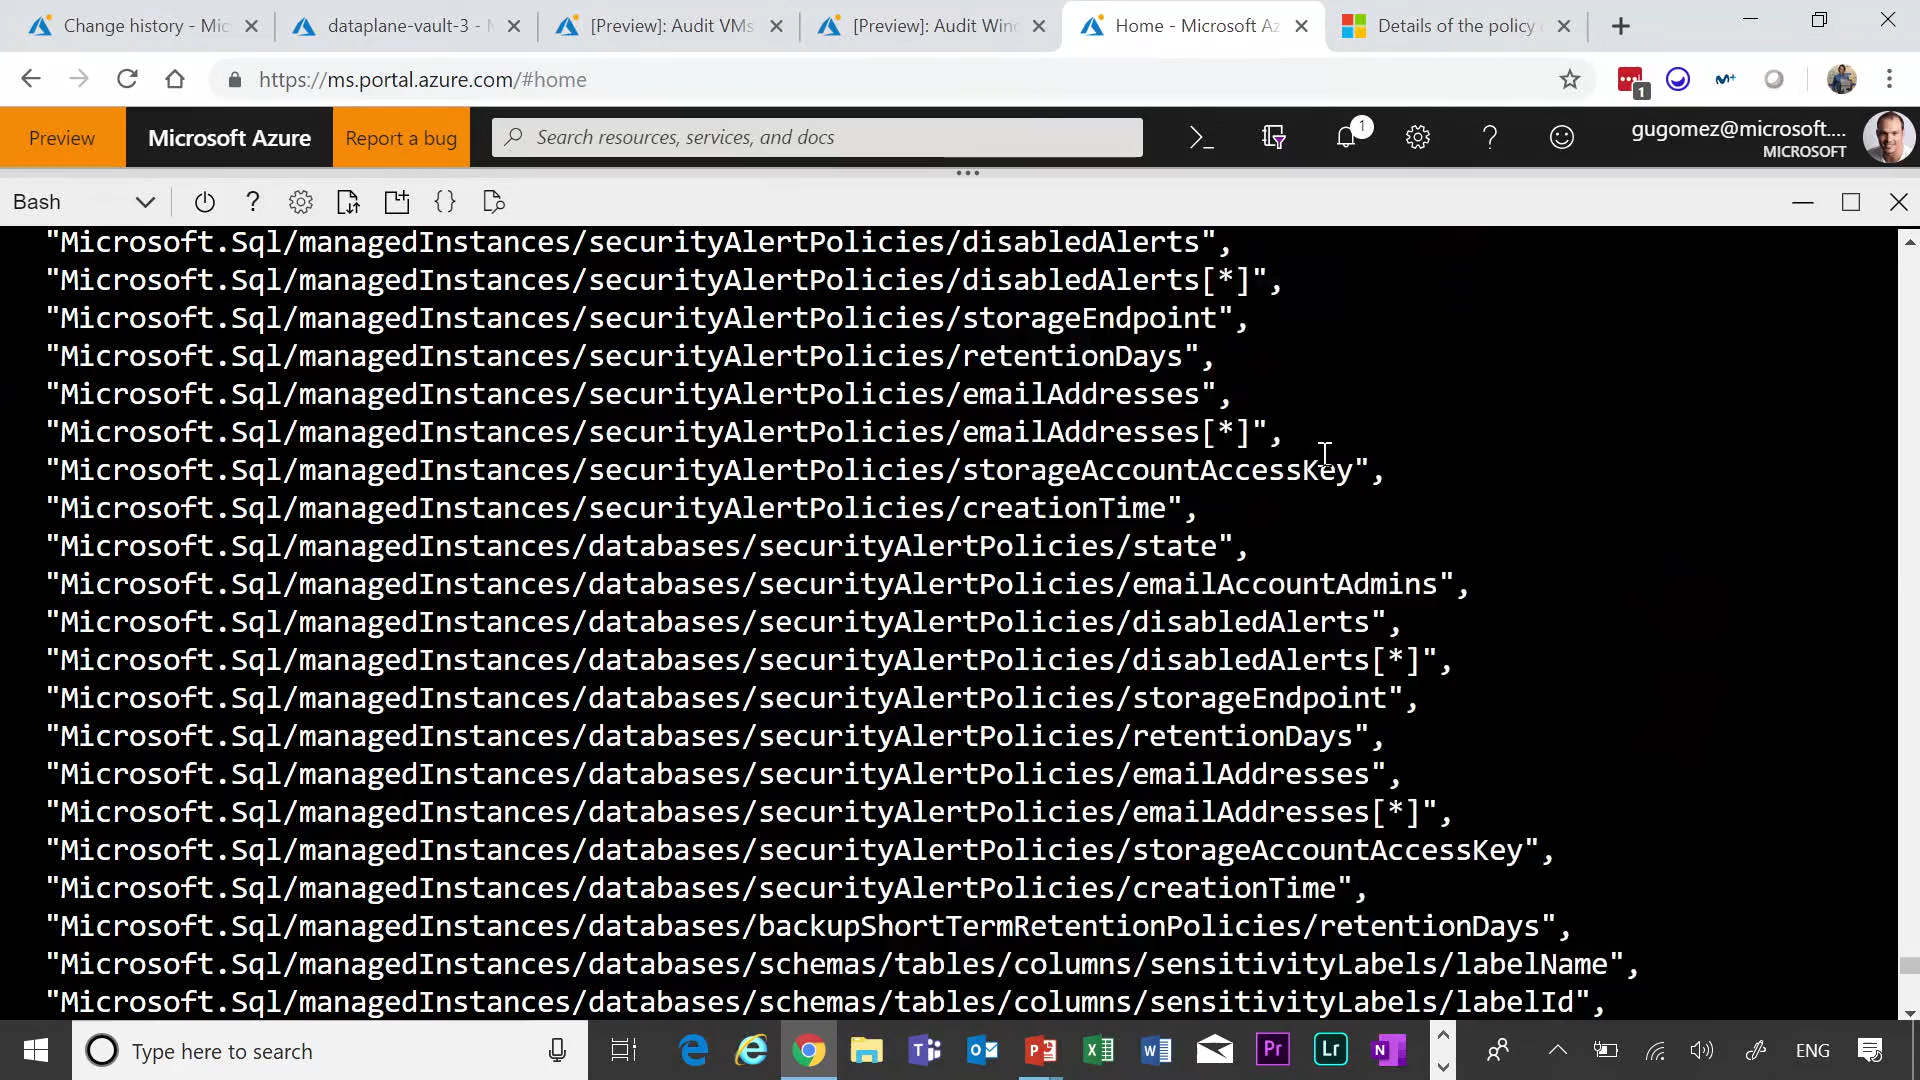 Change history - Mic
dataplane-vault-3 - M
[Preview]: Audit VMs
[Preview]: Audit Wind
Home - Microsoft Az
Details of the policy
https://ms.portal.azure.com/#home
1
Preview
Microsoft Azure
Report a bug
Search resources, services, and docs
1
gugomez@microsoft....
MICROSOFT
Bash
"Microsoft.Sql/managedInstances/securityAlertPolicies/disabledAlerts",
"Microsoft.Sql/managedInstances/securityAlertPolicies/disabledAlerts[*]",
"Microsoft.Sql/managedInstances/securityAlertPolicies/storageEndpoint",
"Microsoft.Sql/managedInstances/securityAlertPolicies/retentionDays",
"Microsoft.Sql/managedInstances/securityAlertPolicies/emailAddresses",
"Microsoft.Sql/managedInstances/securityAlertPolicies/emailAddresses[*]",
"Microsoft.Sql/managedInstances/securityAlertPolicies/storageAccountAccessKey",
"Microsoft.Sql/managedInstances/securityAlertPolicies/creationTime",
"Microsoft.Sql/managedInstances/databases/securityAlertPolicies/state",
"Microsoft.Sql/managedInstances/databases/securityAlertPolicies/emailAccountAdmins",
"Microsoft.Sql/managedInstances/databases/securityAlertPolicies/disabledAlerts",
"Microsoft.Sql/managedInstances/databases/securityAlertPolicies/disabledAlerts[*]",
"Microsoft.Sql/managedInstances/databases/securityAlertPolicies/storageEndpoint",
"Microsoft.Sql/managedInstances/databases/securityAlertPolicies/retentionDays",
"Microsoft.Sql/managedInstances/databases/securityAlertPolicies/emailAddresses",
"Microsoft.Sql/managedInstances/databases/securityAlertPolicies/emailAddresses[*]",
"Microsoft.Sql/managedInstances/databases/securityAlertPolicies/storageAccountAccessKey",
"Microsoft.Sql/managedInstances/databases/securityAlertPolicies/creationTime",
"Microsoft.Sql/managedInstances/databases/backupShortTermRetentionPolicies/retentionDays",
"Microsoft.Sql/managedInstances/databases/schemas/tables/columns/sensitivityLabels/labelName",
"Microsoft.Sql/managedInstances/databases/schemas/tables/columns/sensitivityLabels/labelId",
Type here to search
Pr
Lr
ENG